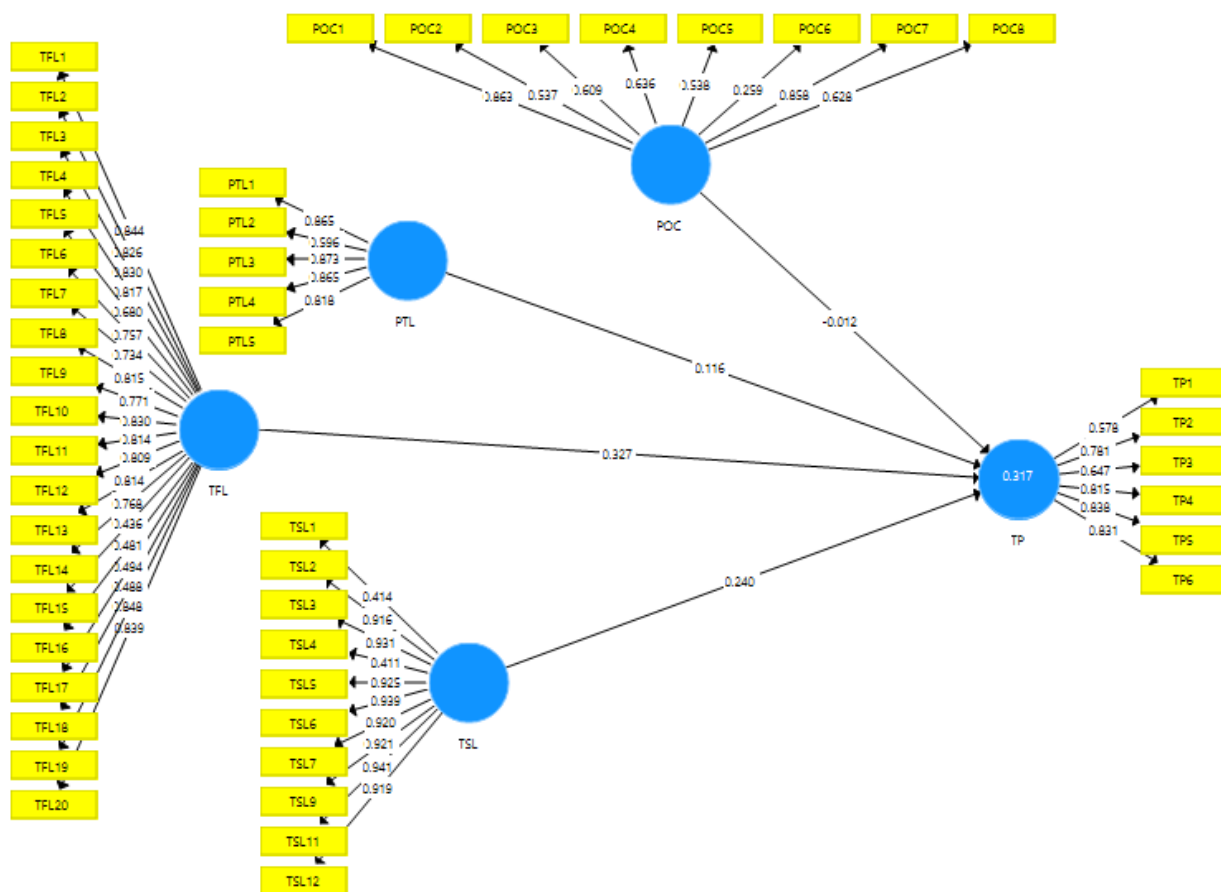 POC1 POC2 POC3 POC4 POC5 POC6 POC7 POC8
0.863 0.537 0.609 0.636 0.538 0.259 0.858 0.628
POC
TFL1
TFL2
TFL3
TFL4
TFL5
TFL6
TFL7
TFL8
TFL9
TFL10
TFL11
TFL12
TFL13
TFL14
TFL15
TFL16
TFL17
TFL18
TFL19
TFL20
0.844
0.826
0.830
0.817
0.680
0.757
0.734
0.815
0.771
0.830
0.814
0.809
0.814
0.768
0.436
0.481
0.494
0.488
0.848
0.839
TFL
PTL1
PTL2
PTL3
PTL4
PTL5
0.865
0.596
0.873
0.865
0.818
PTL
TSL1
TSL2
TSL3
TSL4
TSL5
TSL6
TSL7
TSL9
TSL11
TSL12
0.414
0.916
0.931
0.411
0.925
0.939
0.920
0.921
0.941
0.919
TSL
-0.012
0.116
0.327
0.240
0.317
TP
0.578
0.781
0.647
0.815
0.838
0.831
TP1
TP2
TP3
TP4
TP5
TP6